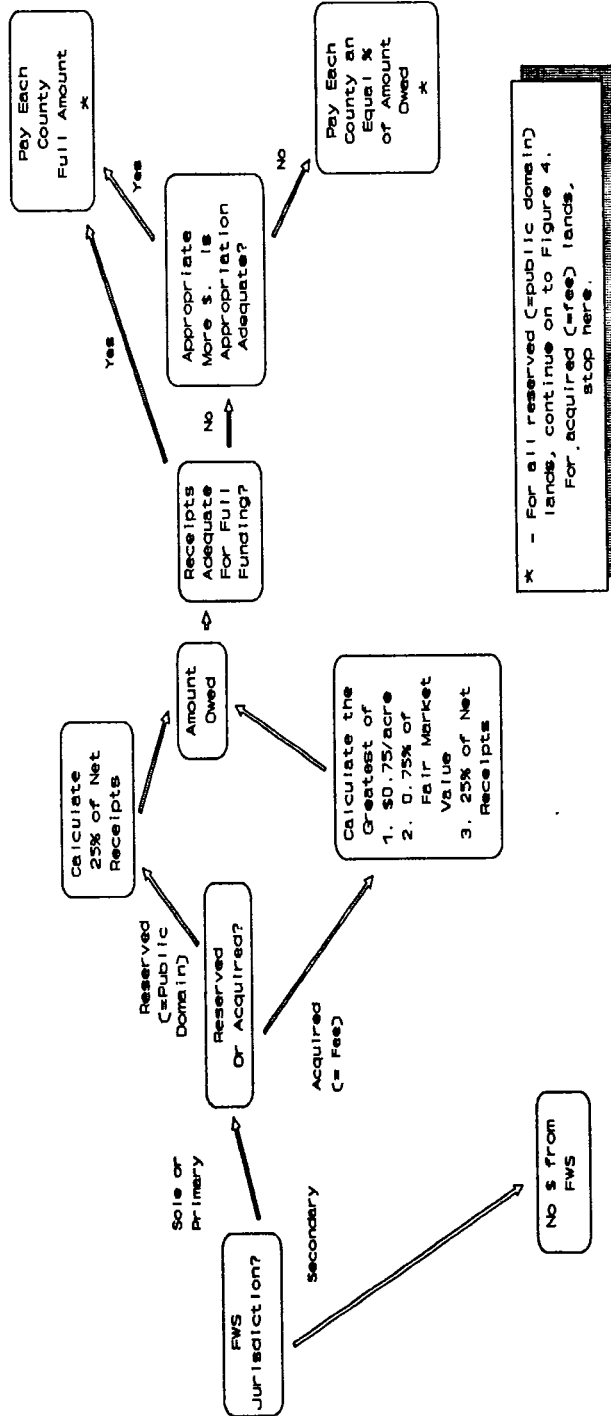 FWS
Jurisdiction?
Sole or
Primary
Secondary
No $ from
FWS
Reserved
Or Acquired?
Reserved
(=Public
Domain)
Acquired
(= Fee)
Calculate
25% of Net
Receipts
Calculate the
Greatest of
1. $0.75/acre
2. 0.75% of
Fair Market
Value
3. 25% of Net
Receipts
Amount
Owed
Receipts
Adequate
For Full
Funding?
Yes
No
Appropriate
More $. Is
Appropriation
Adequate?
Yes
No
Pay Each
County
Full Amount
*
Pay Each
County an
Equal %
of Amount
Owed
*
* - For all reserved (=public domain)
lands, continue on to Figure 4.
For acquired (=fee) lands,
stop here.